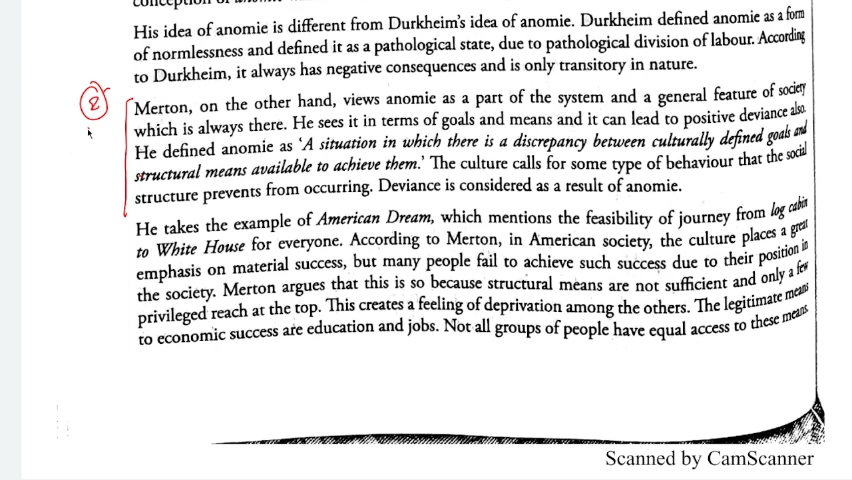 His idea of anomie is different from Durkheim's idea of anomie. Durkheim defined anomie as a form
of normlessness and defined it as a pathological state, due to pathological division of labour. According
to Durkheim, it always has negative consequences and is only transitory in nature.
2
Merton, on the other hand, views anomie as a part of the system and a general feature of society
which is always there. He sees it in terms of goals and means and it can lead to positive deviance also.
He defined anomie as 'A situation in which there is a discrepancy between culturally defined goals and
structural means available to achieve them.' The culture calls for some type of behaviour that the social
structure prevents from occurring. Deviance is considered as a result of anomie.
He takes the example of American Dream, which mentions the feasibility of journey from log cabin
to White House for everyone. According to Merton, in American society, the culture places a great
emphasis on material success, but many people fail to achieve such success due to their position in
the society. Merton argues that this is so because structural means are not sufficient and only a few
privileged reach at the top. This creates a feeling of deprivation among the others. The legitimate means
to economic success are education and jobs. Not all groups of people have equal access to these means.
Scanned by CamScanner